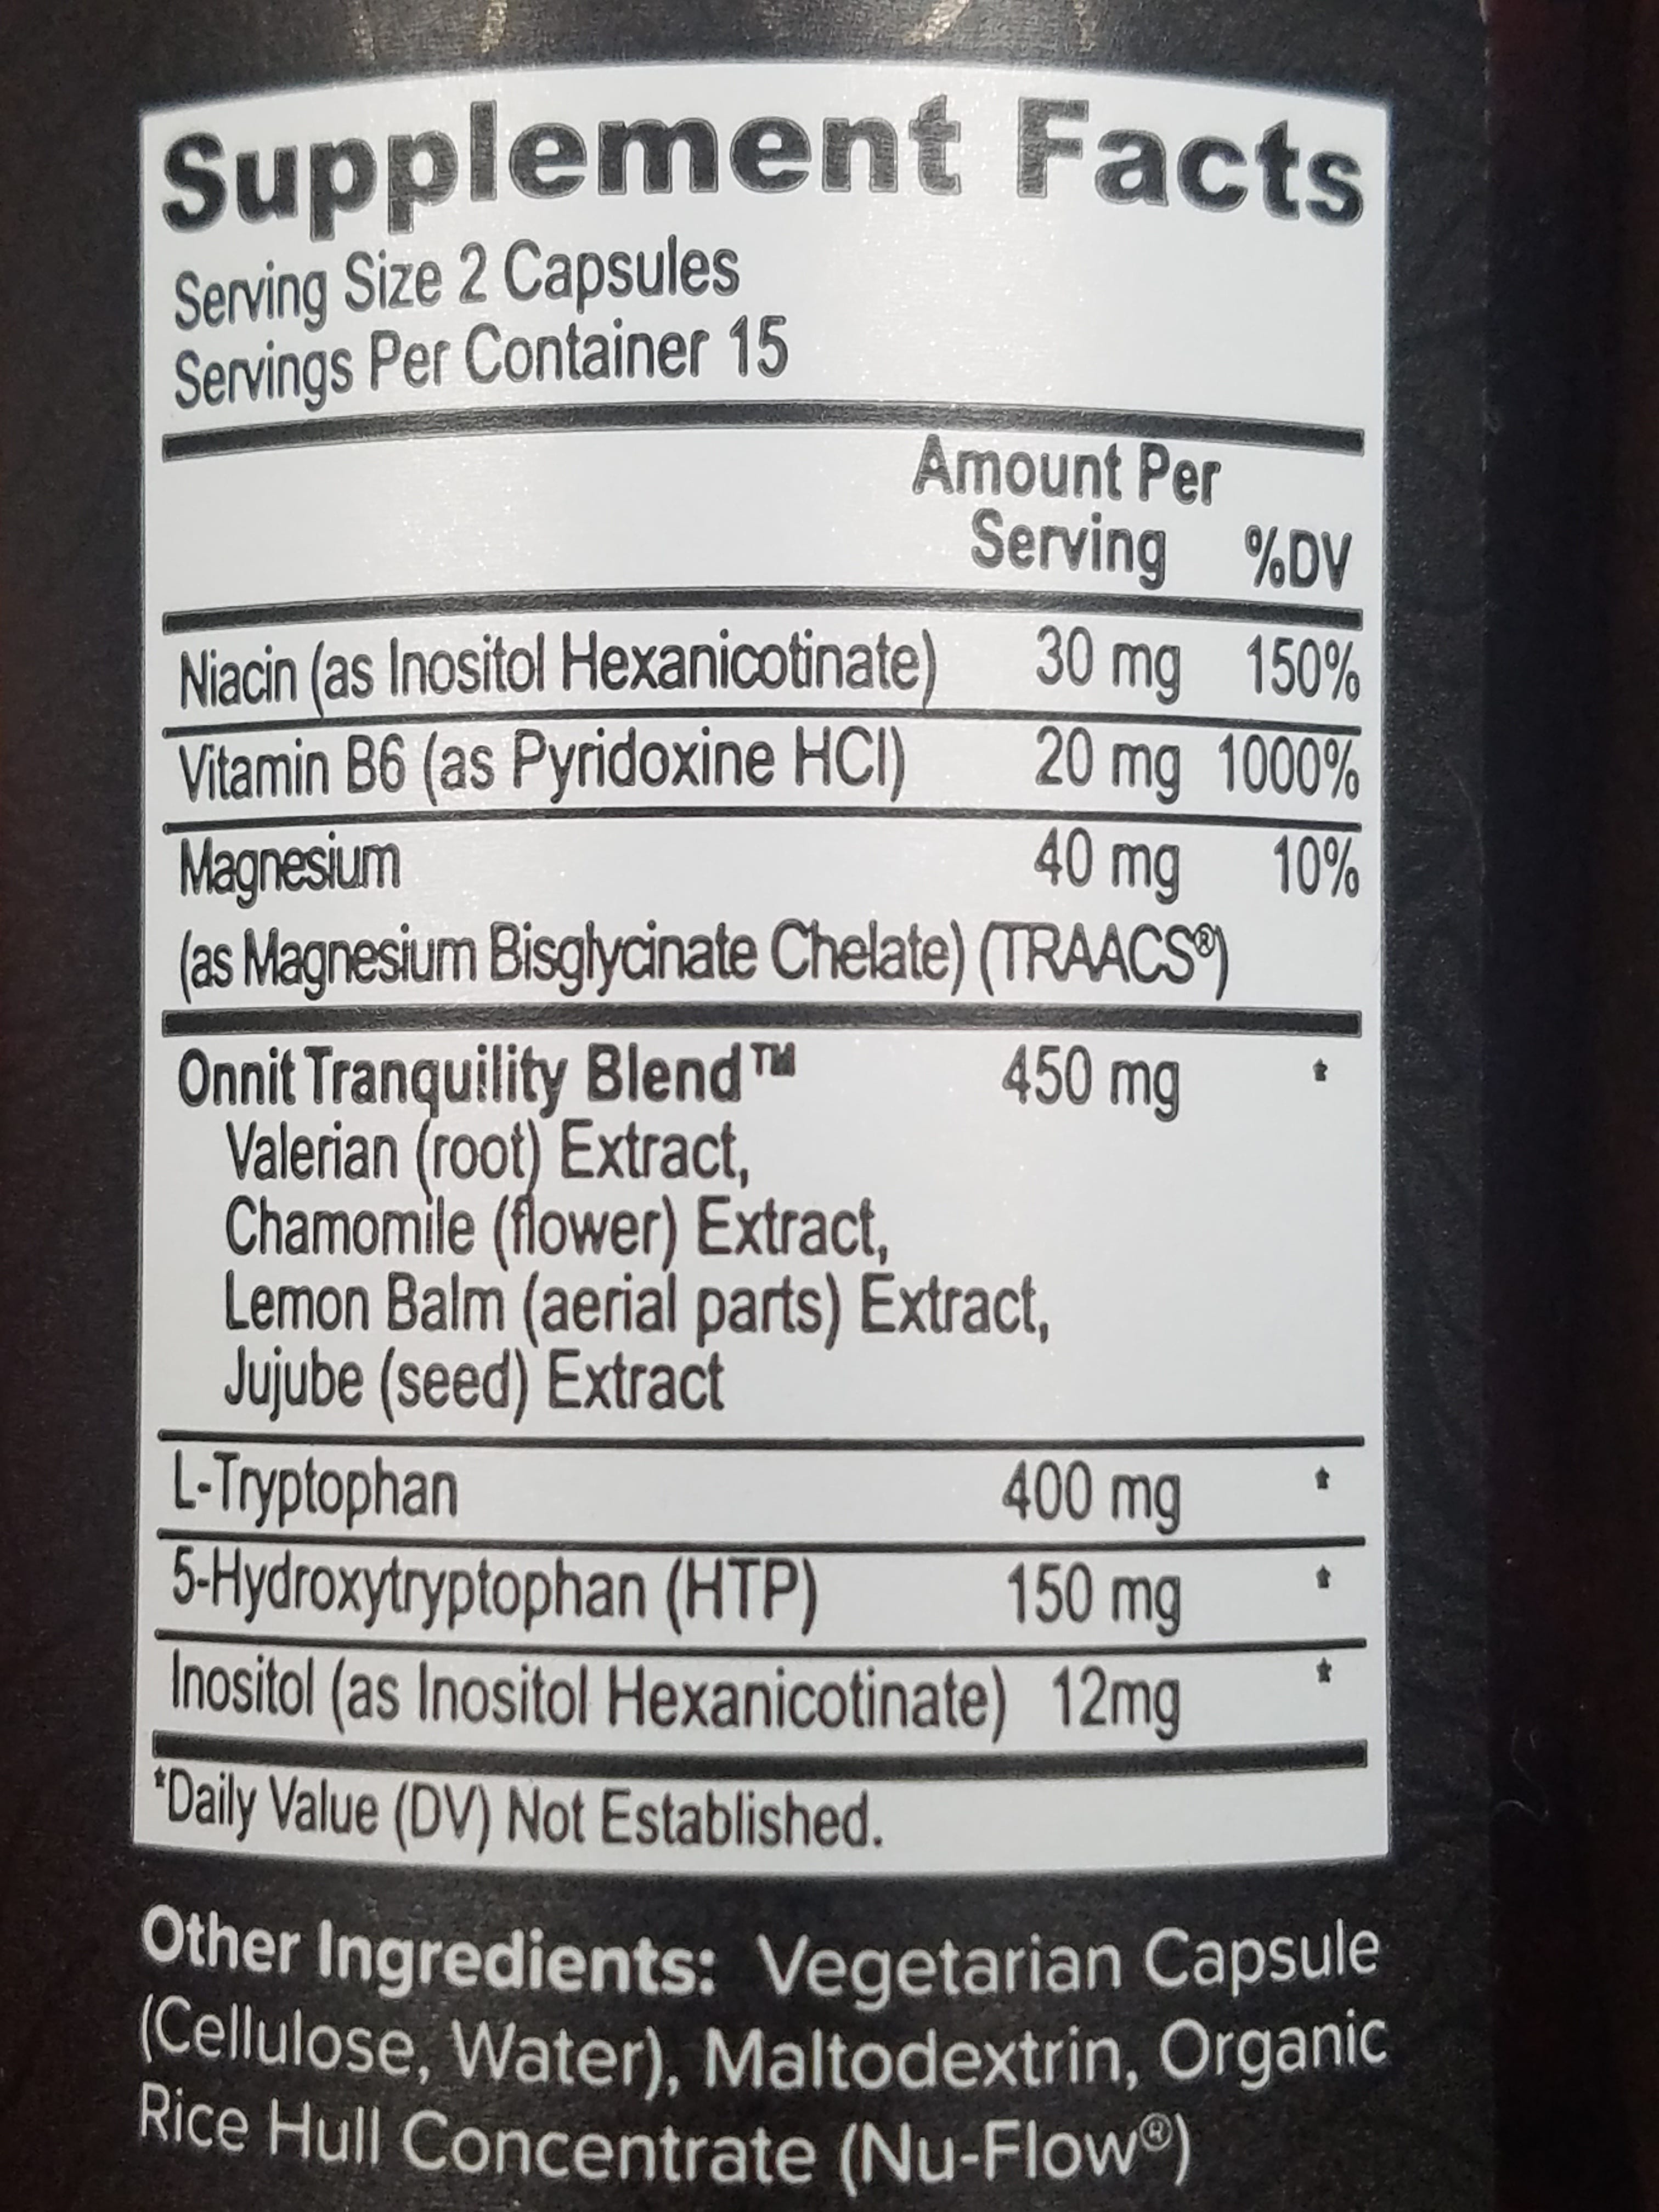 Supplement Facts
Serving Size 2 Capsules
Servings Per Container 15
Amount Per
Serving %DV
Niacin (as Inositol Hexanicotinate) 30 mg 150%
Vitamin B6 (as Pyridoxine HCl) 20 mg 1000%
Magnesium 40 mg 10%
(as Magnesium Bisglycinate Chelate) (TRAACS®)
Onnit Tranquility Blend™ 450 mg *
Valerian (root) Extract,
Chamomile (flower) Extract,
Lemon Balm (aerial parts) Extract,
Jujube (seed) Extract
L-Tryptophan 400 mg *
5-Hydroxytryptophan (HTP) 150 mg *
Inositol (as Inositol Hexanicotinate) 12mg *
*Daily Value (DV) Not Established.
Other Ingredients: Vegetarian Capsule
(Cellulose, Water), Maltodextrin, Organic
Rice Hull Concentrate (Nu-Flow®)